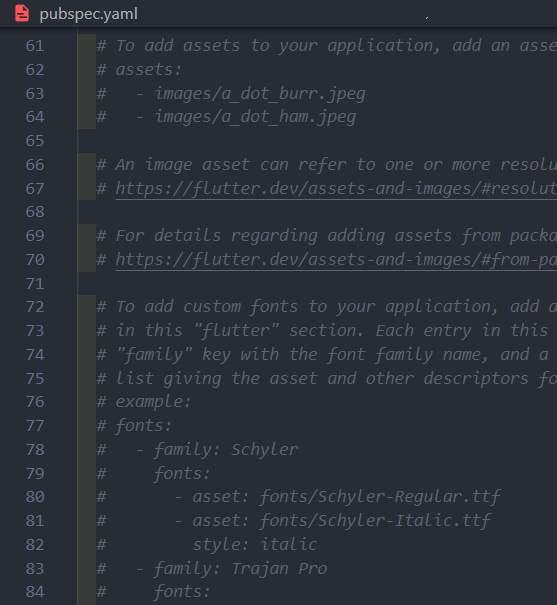 pubspec.yaml
61 # To add assets to your application, add an asse
62 # assets:
63 #   - images/a_dot_burr.jpeg
64 #   - images/a_dot_ham.jpeg
65
66 # An image asset can refer to one or more resolu
67 # https://flutter.dev/assets-and-images/#resolut
68
69 # For details regarding adding assets from packa
70 # https://flutter.dev/assets-and-images/#from-pa
71
72 # To add custom fonts to your application, add a
73 # in this "flutter" section. Each entry in this
74 # "family" key with the font family name, and a
75 # list giving the asset and other descriptors fo
76 # example:
77 # fonts:
78 #   - family: Schyler
79 #     fonts:
80 #       - asset: fonts/Schyler-Regular.ttf
81 #       - asset: fonts/Schyler-Italic.ttf
82 #         style: italic
83 #   - family: Trajan Pro
84 #     fonts: